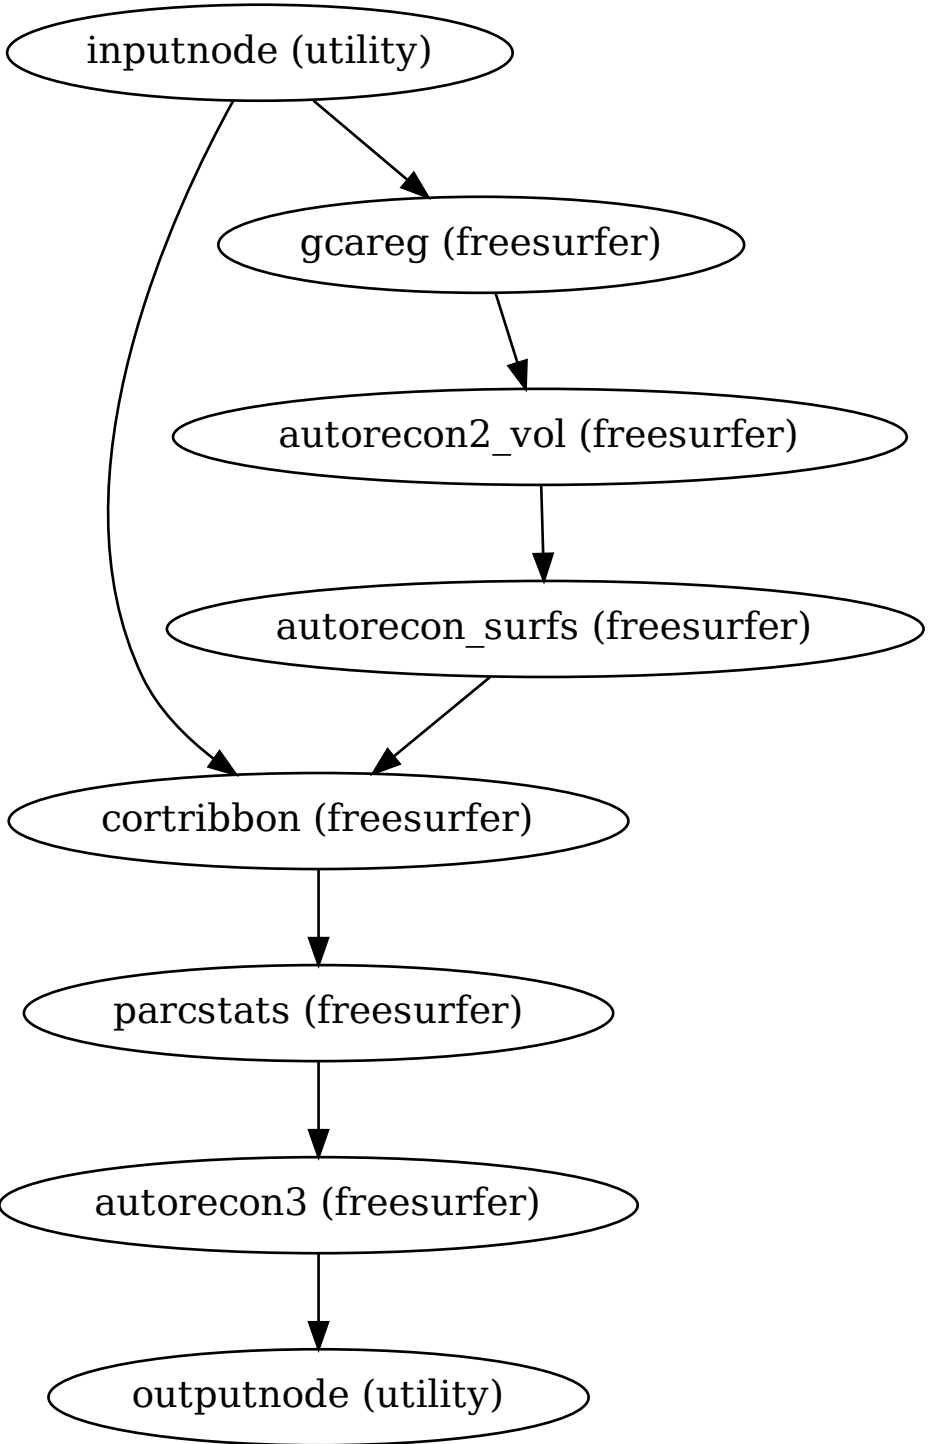 inputnode (utility)
gcareg (freesurfer)
autorecon2_vol (freesurfer)
autorecon_surfs (freesurfer)
cortribbon (freesurfer)
parcstats (freesurfer)
autorecon3 (freesurfer)
outputnode (utility)